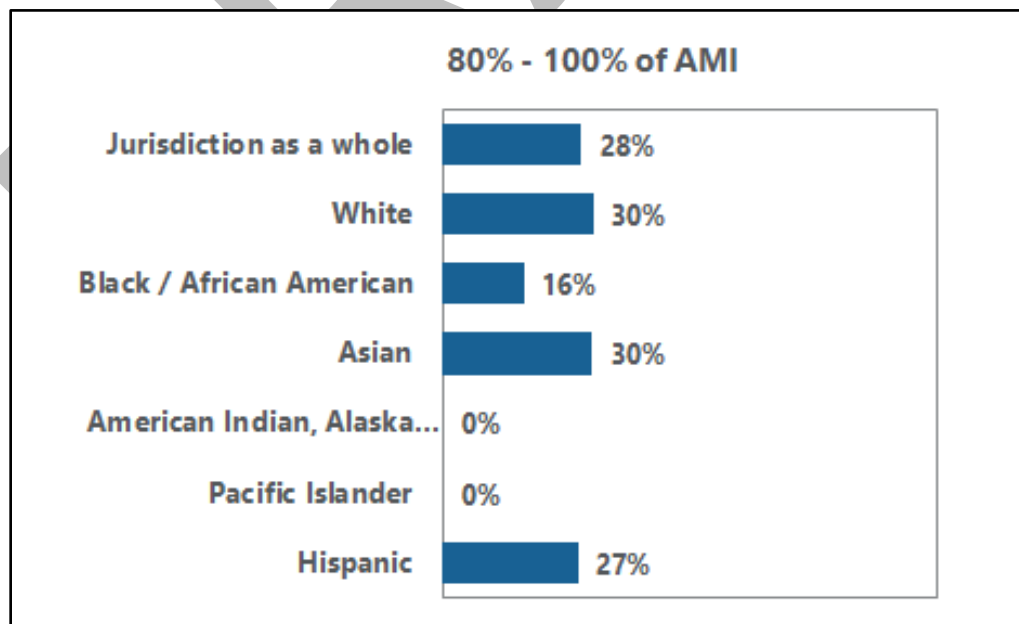 80% - 100% of AMI
Jurisdiction as a whole 28%
White 30%
Black / African American 16%
Asian 30%
American Indian, Alaska... 0%
Pacific Islander 0%
Hispanic 27%